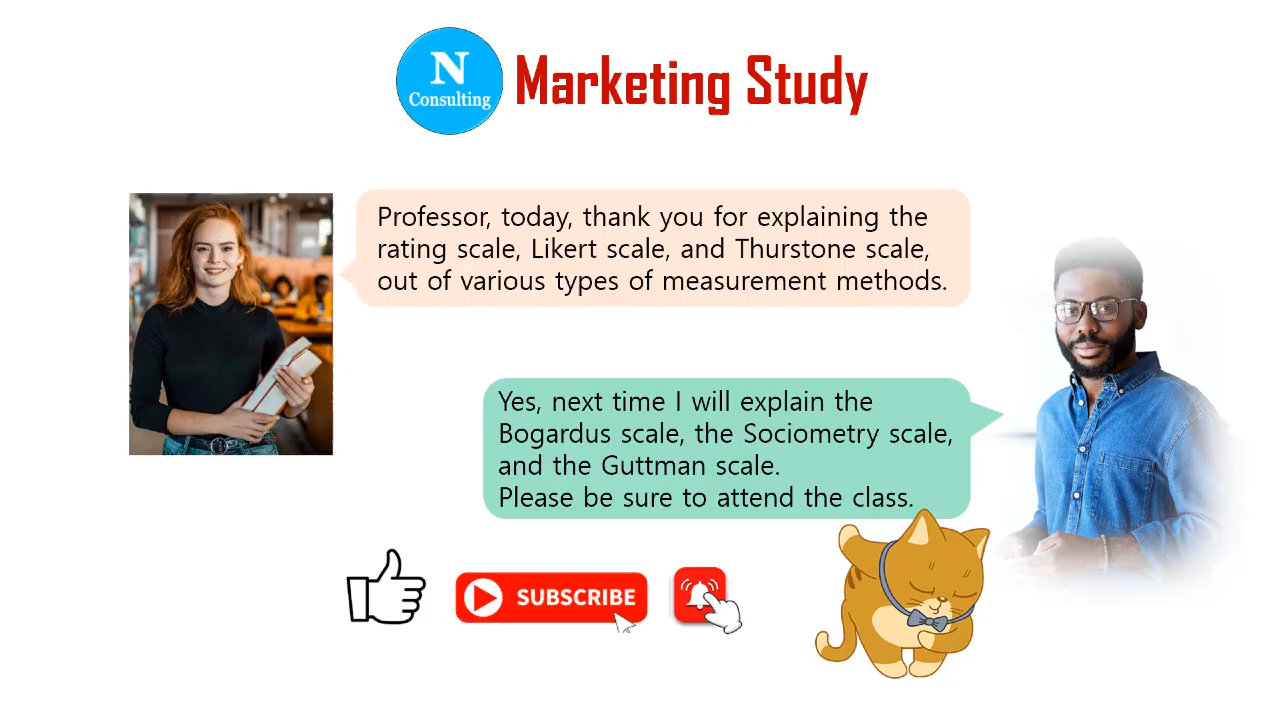 N
Consulting
Marketing Study
Professor, today, thank you for explaining the
rating scale, Likert scale, and Thurstone scale,
out of various types of measurement methods.
Yes, next time I will explain the
Bogardus scale, the Sociometry scale,
and the Guttman scale.
Please be sure to attend the class.
SUBSCRIBE